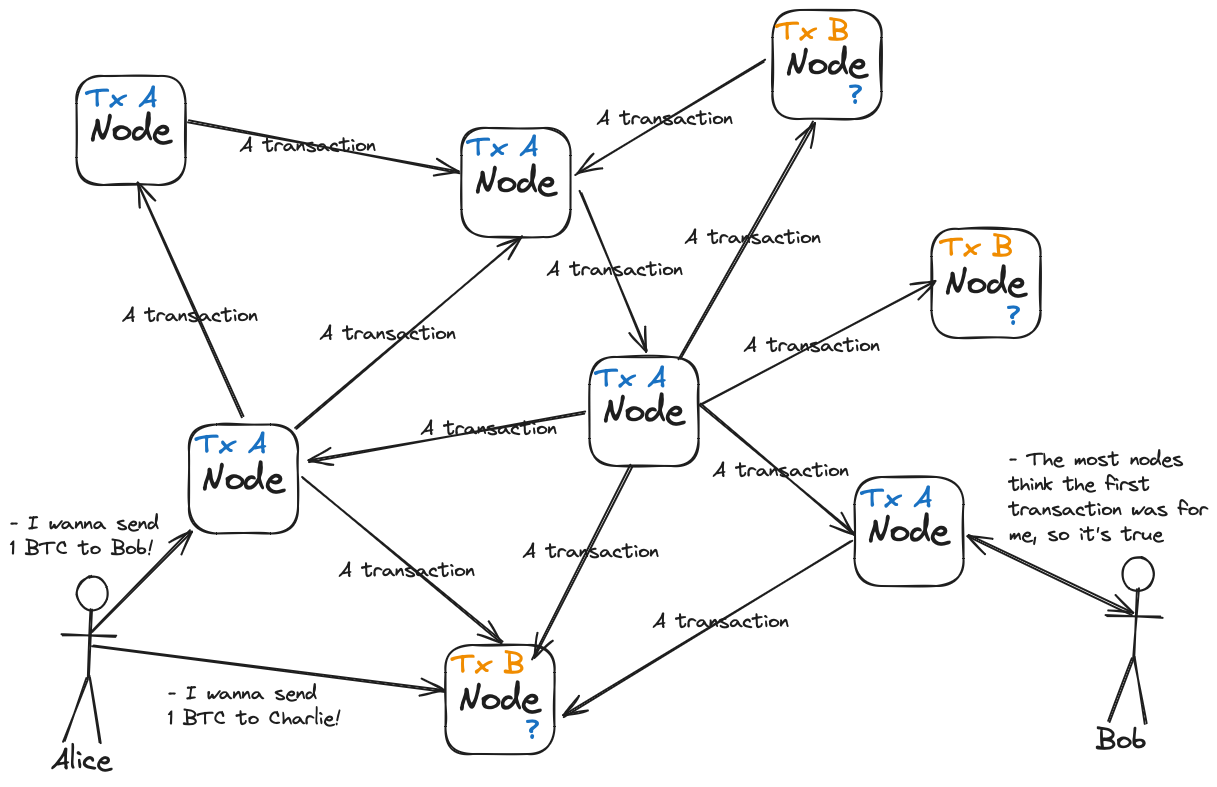 Tx B
Node
?
Tx A
Node
A transaction
A transaction
Tx A
Node
A transaction
Tx B
Node
?
A transaction
A transaction
A transaction
A transaction
Tx A
Node
A transaction
Tx A
Node
A transaction
- The most nodes
think the first
transaction was for
me, so it's true
Tx A
Node
- I wanna send
1 BTC to Bob!
A transaction
A transaction
A transaction
Tx B
Node
?
- I wanna send
1 BTC to Charlie!
Alice
Bob